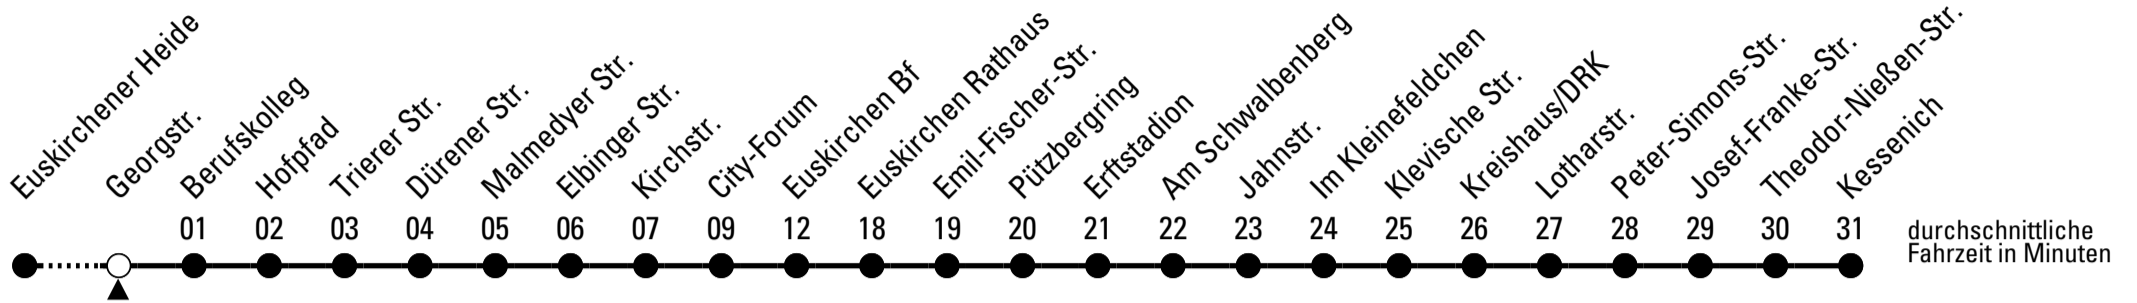 Euskirchener Heide
Georgstr.
Berufskolleg
Hofpfad
Trierer Str.
Dürener Str.
Malmedyer Str.
Elbinger Str.
Kirchstr.
City-Forum
Euskirchen Bf
Euskirchen Rathaus
Emil-Fischer-Str.
Pützbergring
Erftstadion
Am Schwalbenberg
Jahnstr.
Im Kleinefeldchen
Klevische Str.
Kreishaus/DRK
Lotharstr.
Peter-Simons-Str.
Josef-Franke-Str.
Theodor-Nießen-Str.
Kessenich
01 02 03 04 05 06 07 09 12 18 19 20 21 22 23 24 25 26 27 28 29 30 31
durchschnittliche
Fahrzeit in Minuten